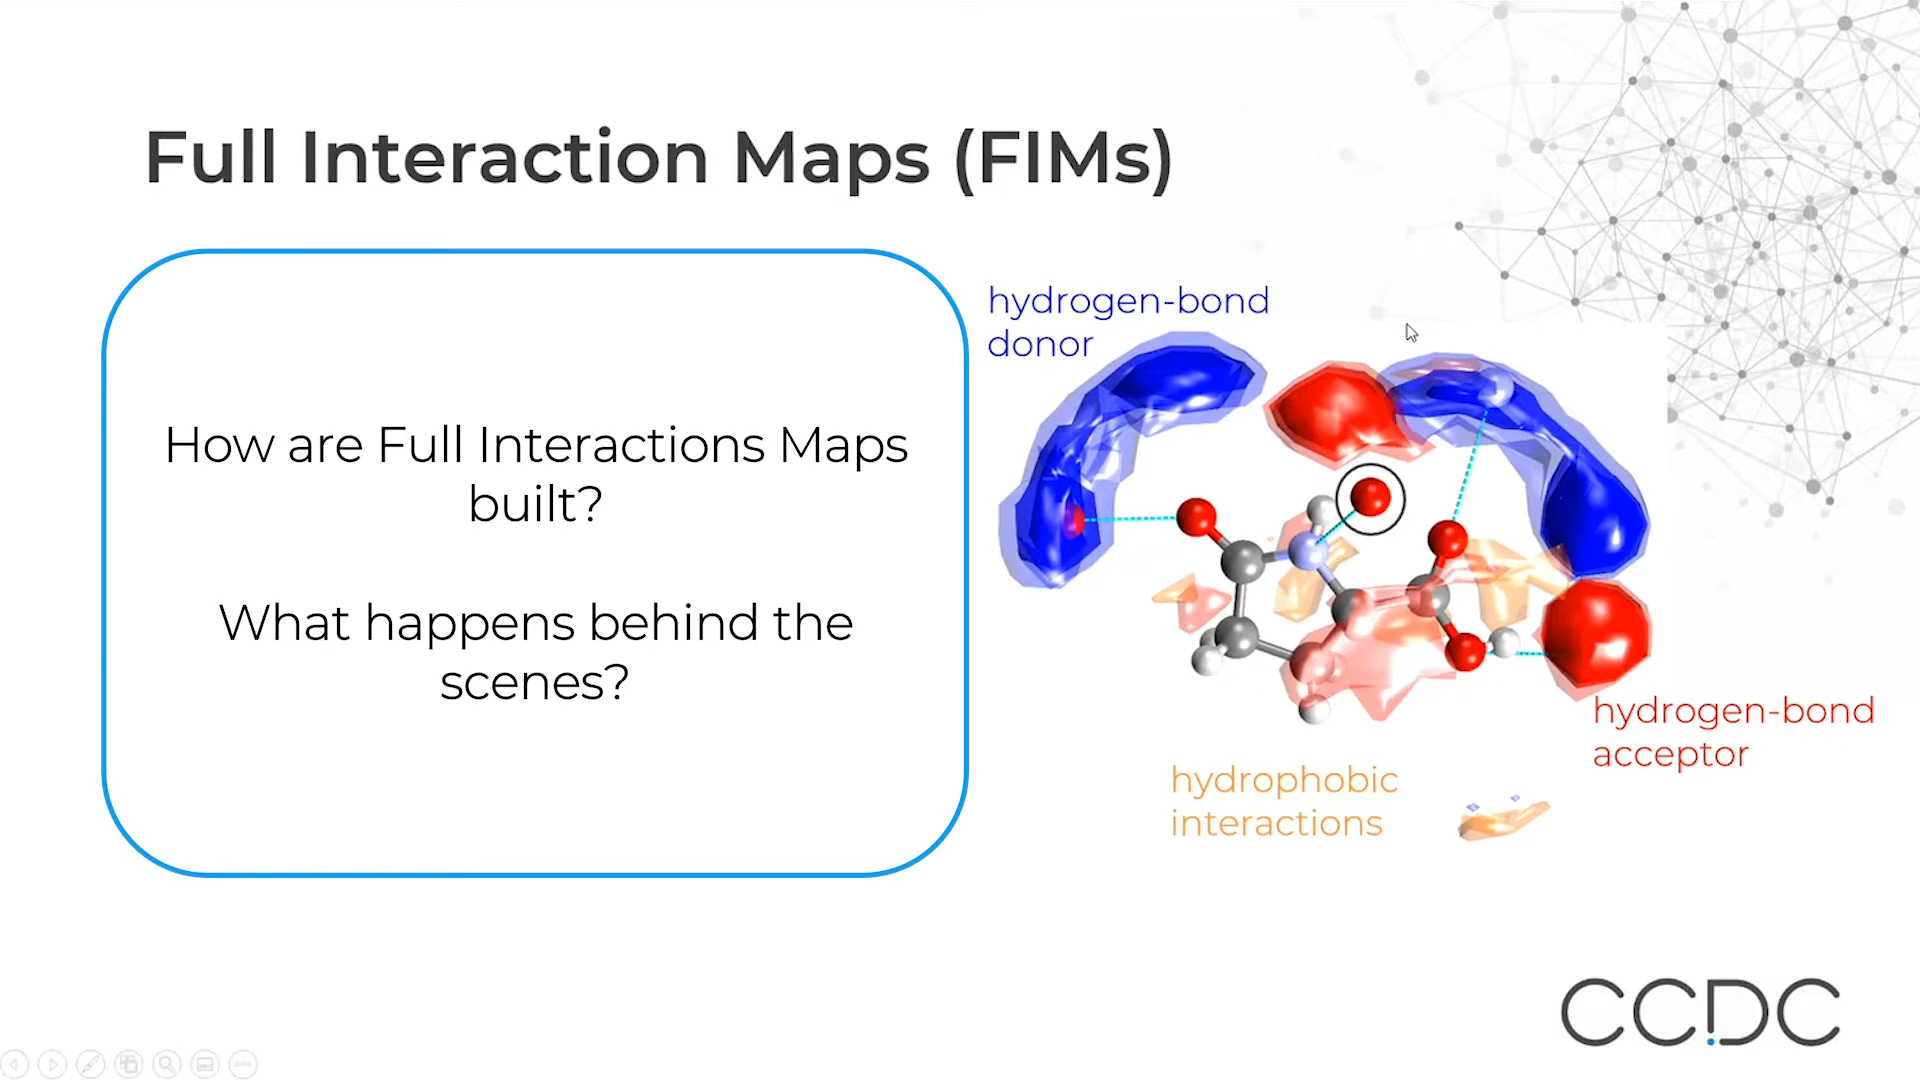 Full Interaction Maps (FIMs)
How are Full Interactions Maps
built?
What happens behind the
scenes?
hydrogen-bond
donor
hydrogen-bond
acceptor
hydrophobic
interactions
CCDC